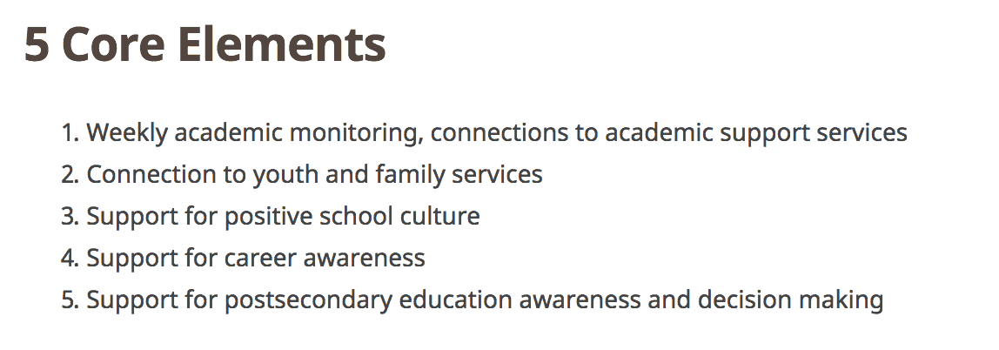 5 Core Elements
1. Weekly academic monitoring, connections to academic support services
2. Connection to youth and family services
3. Support for positive school culture
4. Support for career awareness
5. Support for postsecondary education awareness and decision making